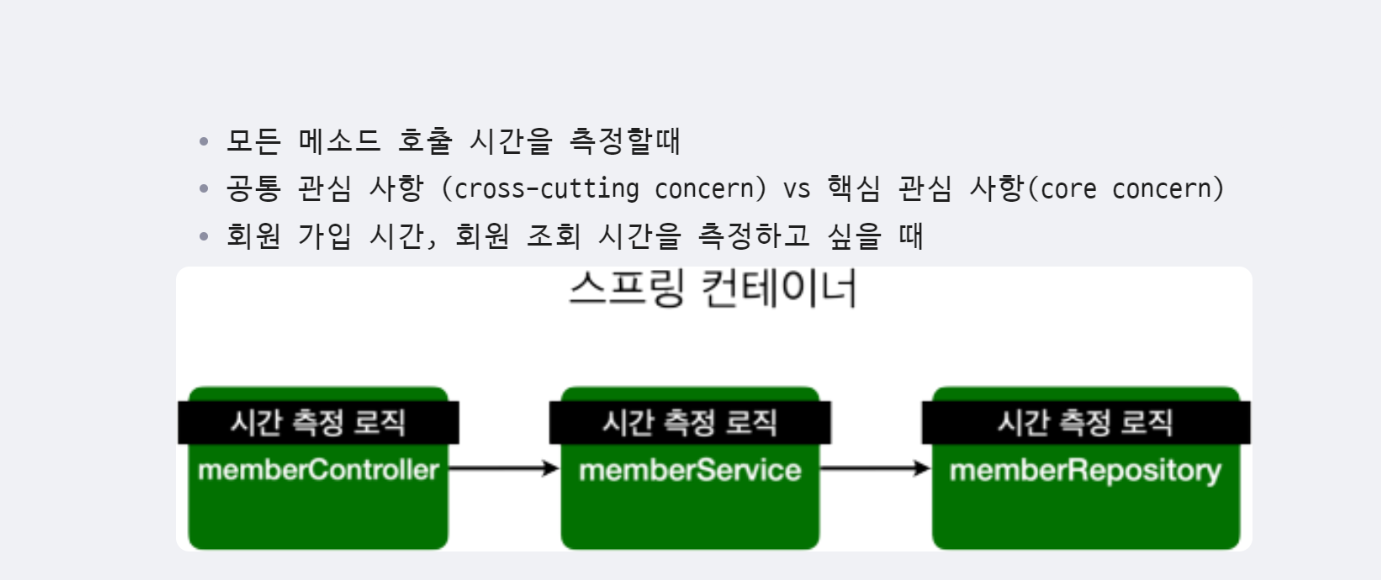 모든 메소드 호출 시간을 측정할때
공통 관심 사항 (cross-cutting concern) vs 핵심 관심 사항(core concern)
회원 가입 시간, 회원 조회 시간을 측정하고 싶을 때
스프링 컨테이너
시간 측정 로직
memberController
시간 측정 로직
memberService
시간 측정 로직
memberRepository